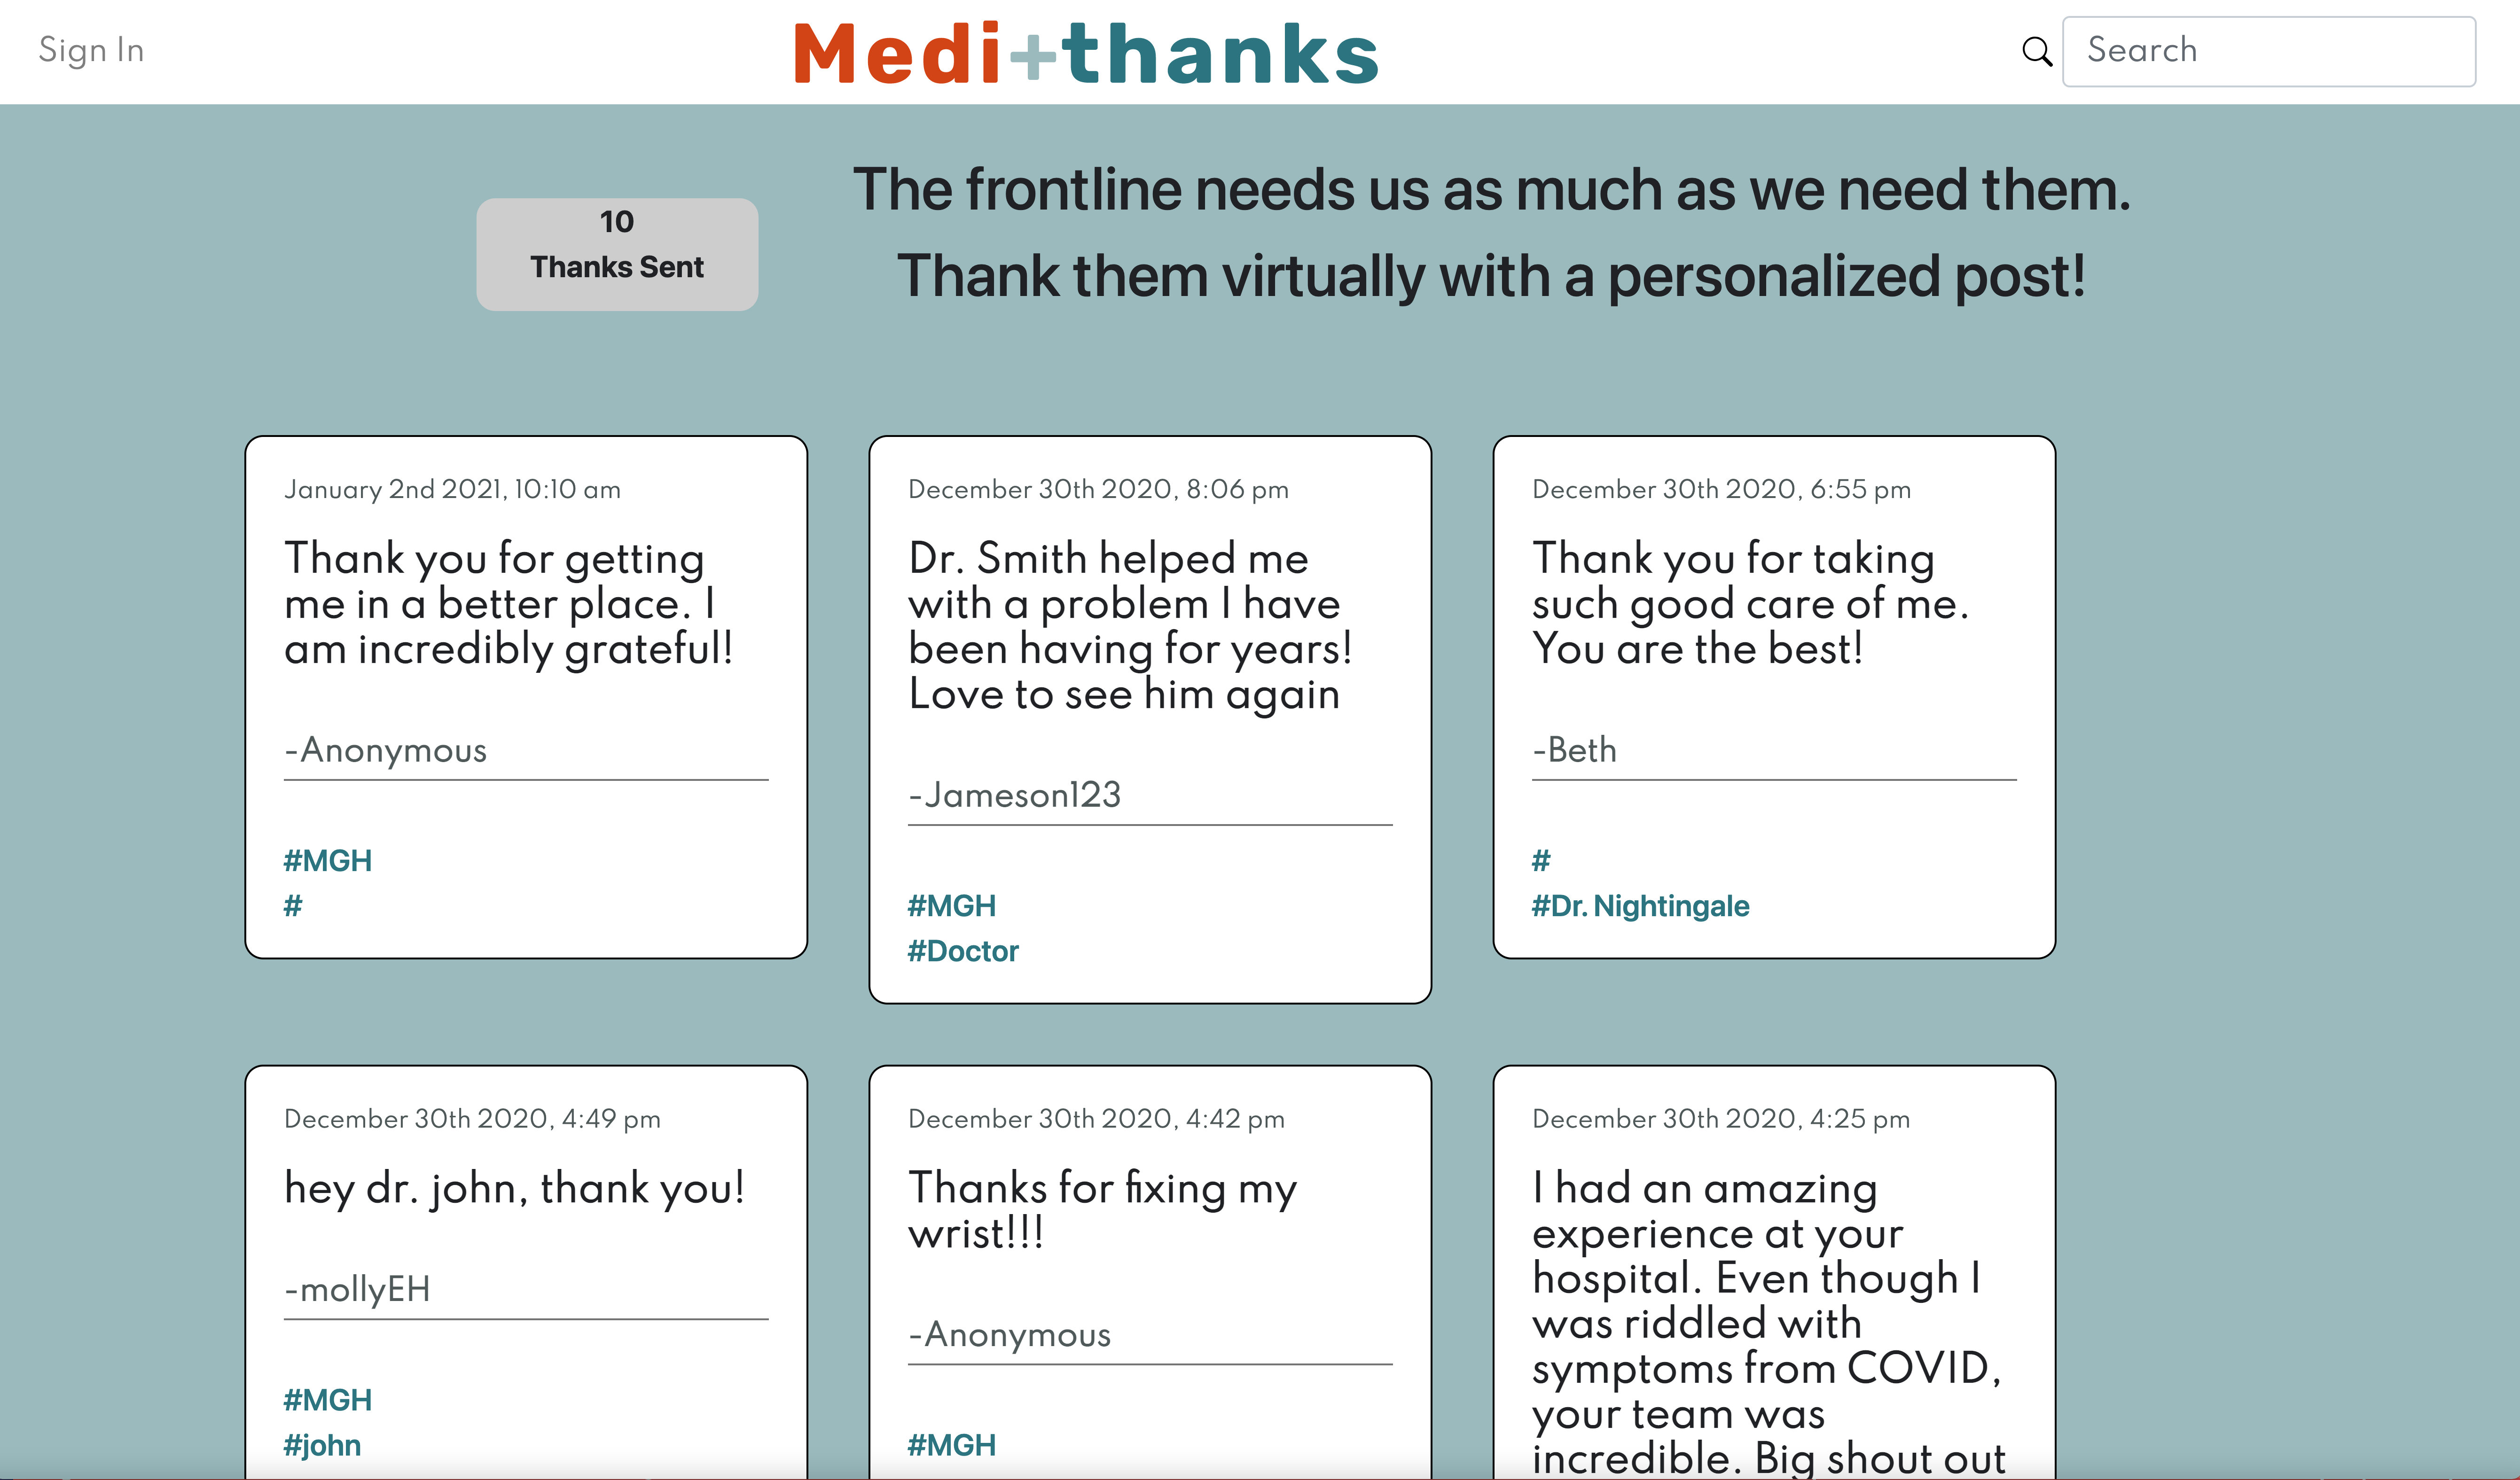 Sign In
Medi+thanks
Search
The frontline needs us as much as we need them.
Thank them virtually with a personalized post!
10
Thanks Sent
January 2nd 2021, 10:10 am
Thank you for getting
me in a better place. I
am incredibly grateful!
-Anonymous
#MGH
#
December 30th 2020, 8:06 pm
Dr. Smith helped me
with a problem I have
been having for years!
Love to see him again
-Jameson123
#MGH
#Doctor
December 30th 2020, 6:55 pm
Thank you for taking
such good care of me.
You are the best!
-Beth
#
#Dr. Nightingale
December 30th 2020, 4:49 pm
hey dr. john, thank you!
-mollyEH
#MGH
#john
December 30th 2020, 4:42 pm
Thanks for fixing my
wrist!!!
-Anonymous
#MGH
December 30th 2020, 4:25 pm
I had an amazing
experience at your
hospital. Even though I
was riddled with
symptoms from COVID,
your team was
incredible. Big shout out